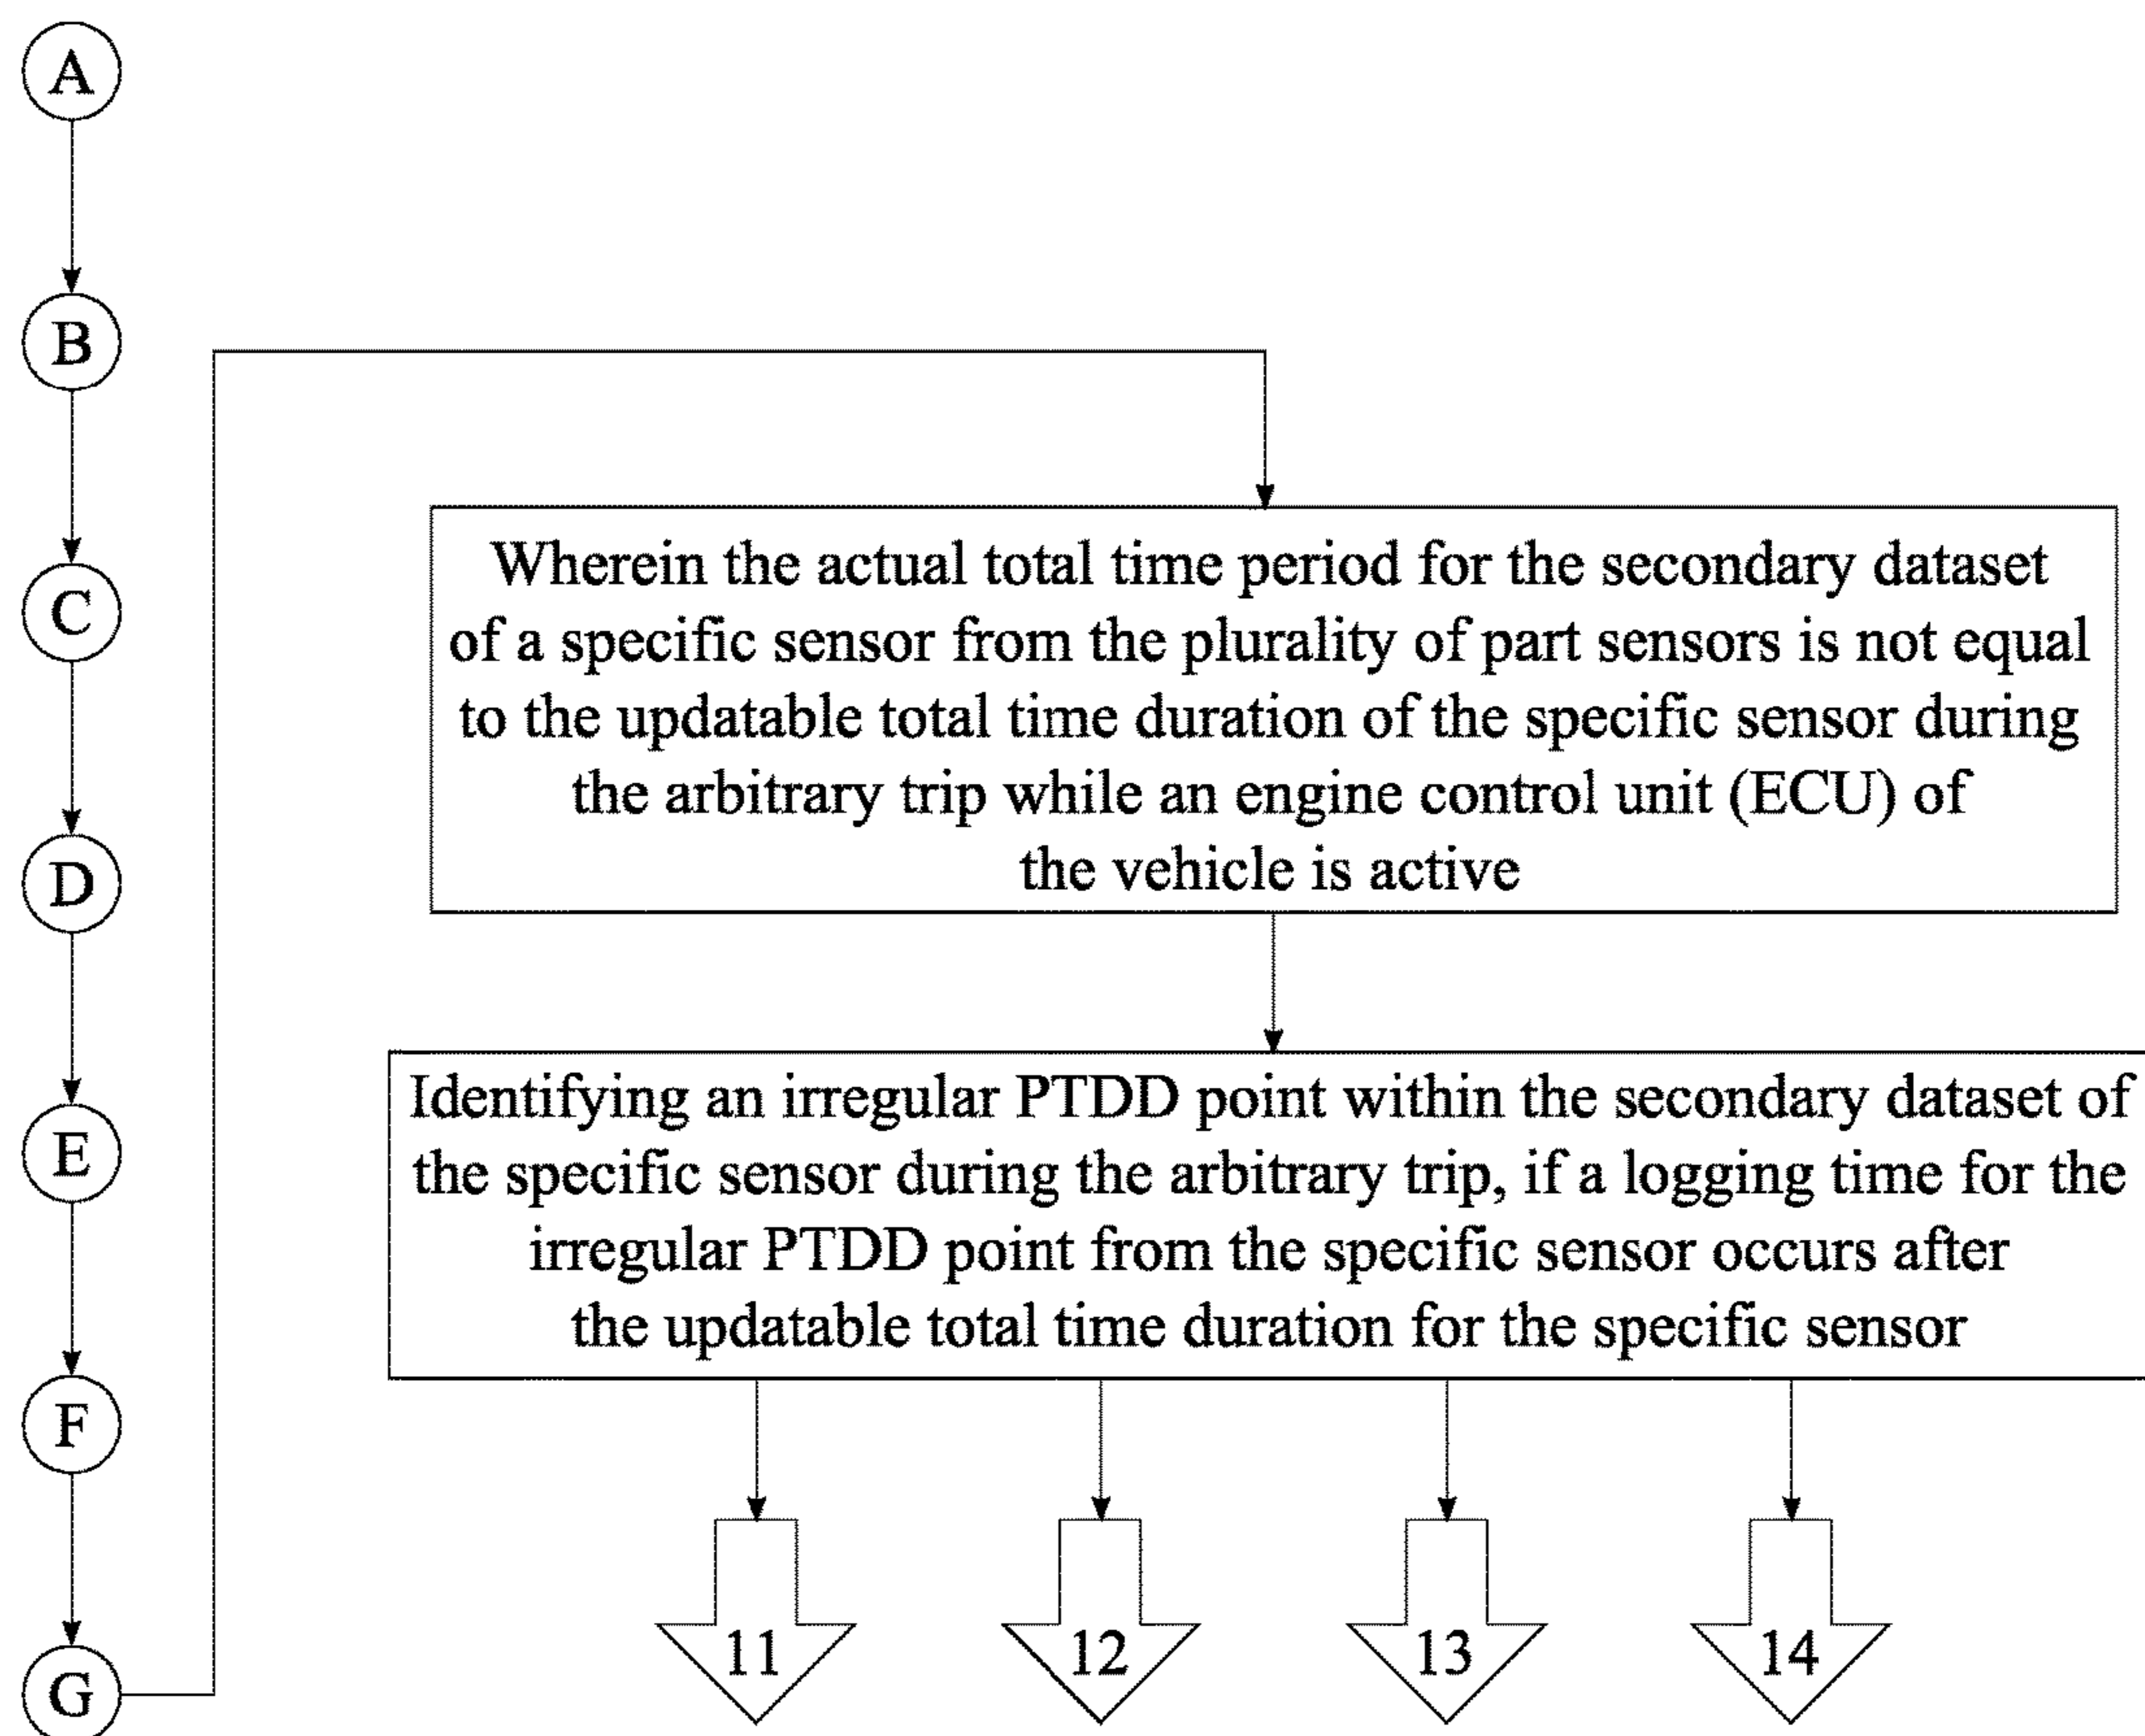 A
B
C
D
E
F
G
Wherein the actual total time period for the secondary dataset
of a specific sensor from the plurality of part sensors is not equal
to the updatable total time duration of the specific sensor during
the arbitrary trip while an engine control unit (ECU) of
the vehicle is active
Identifying an irregular PTDD point within the secondary dataset of
the specific sensor during the arbitrary trip, if a logging time for the
irregular PTDD point from the specific sensor occurs after
the updatable total time duration for the specific sensor
11
12
13
14